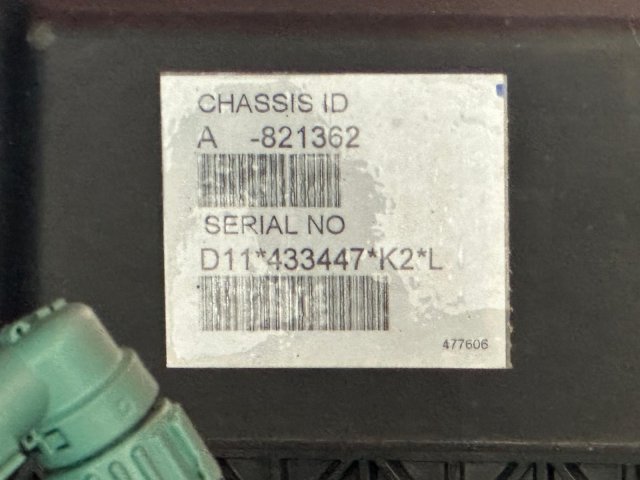 CHASSIS ID
A -821362
SERIAL NO
D11*433447*K2*L
477606